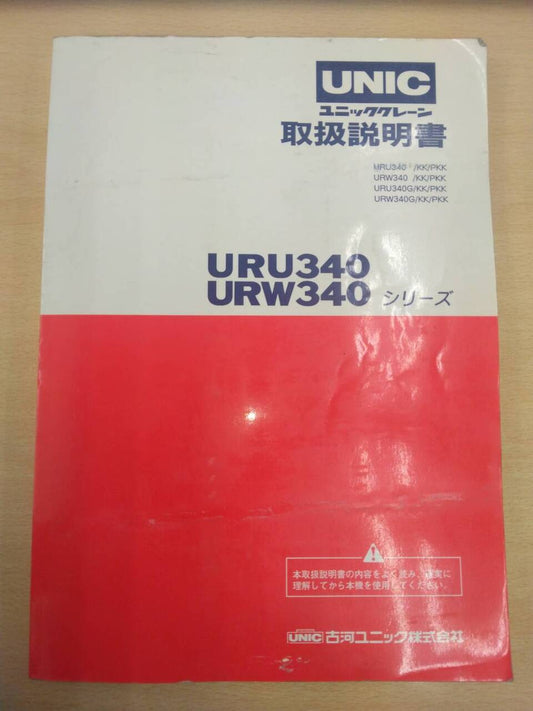 UNIC
ユニッククレーン
取扱説明書
URU340 /KK/PKK
URW340 /KK/PKK
URU340G/KK/PKK
URW340G/KK/PKK
URU340
URW340 シリーズ
本取扱説明書の内容をよく読み、確実に
理解してから本機を使用してください。
UNIC 古河ユニック株式会社